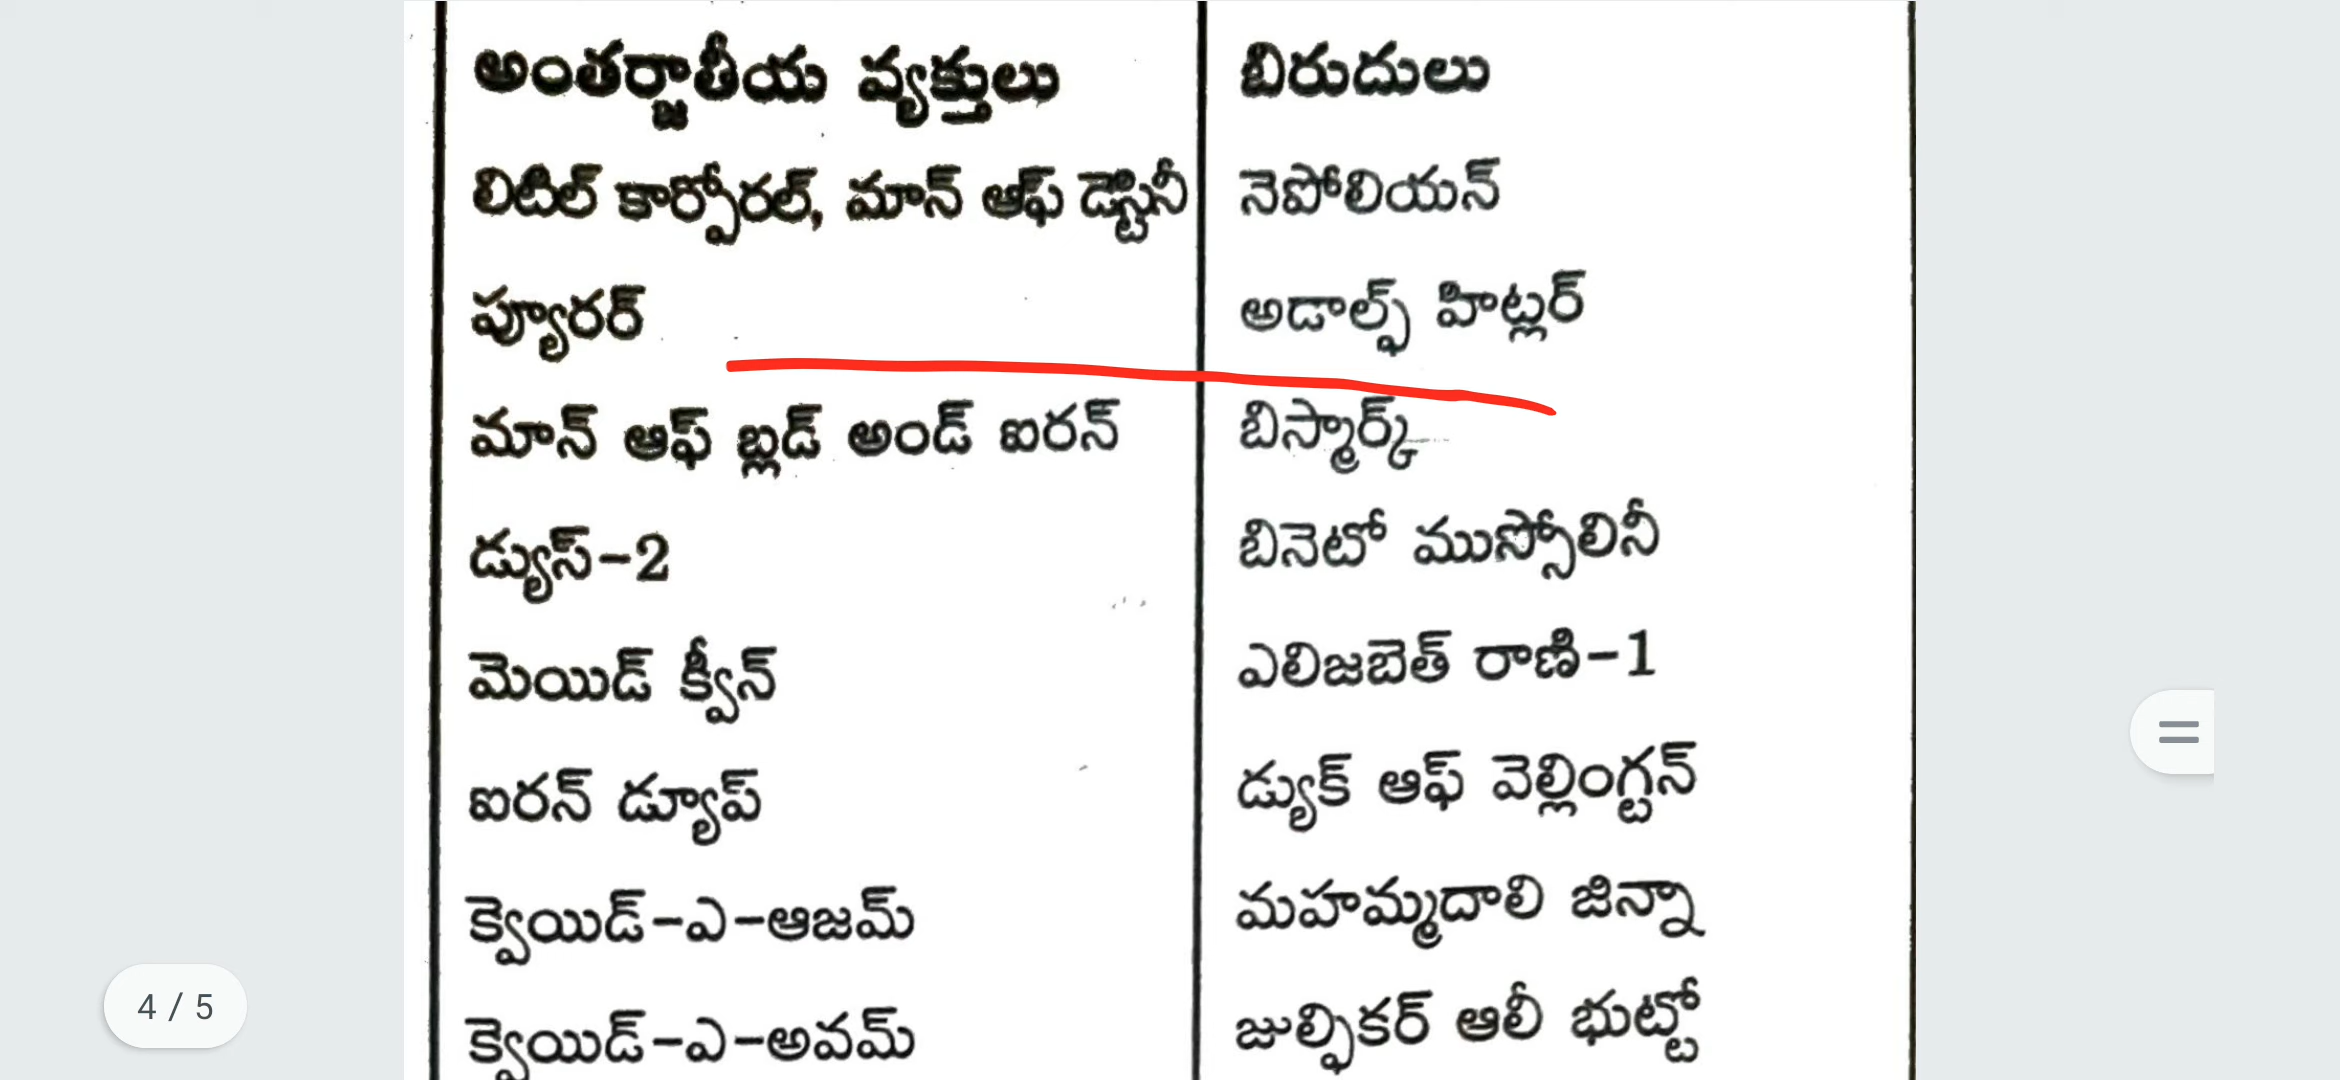 అంతర్జాతీయ వ్యక్తులు బిరుదులు
లిటిల్ కార్పోరల్, మాన్ ఆఫ్ డెస్టినీ నెపోలియన్
ప్యూరర్ అడాల్ఫ్ హిట్లర్
మాన్ ఆఫ్ బ్లడ్ అండ్ ఐరన్ బిస్మార్క్
డ్యుస్-2 బినెటో ముస్సోలినీ
మెయిడ్ క్వీన్ ఎలిజబెత్ రాణి-1
ఐరన్ డ్యూప్ డ్యుక్ ఆఫ్ వెల్లింగ్టన్
క్వెయిడ్-ఎ-ఆజమ్ మహమ్మదాలి జిన్నా
క్వెయిడ్-ఎ-అవమ్ జుల్ఫికర్ ఆలీ భుట్టో
4 / 5